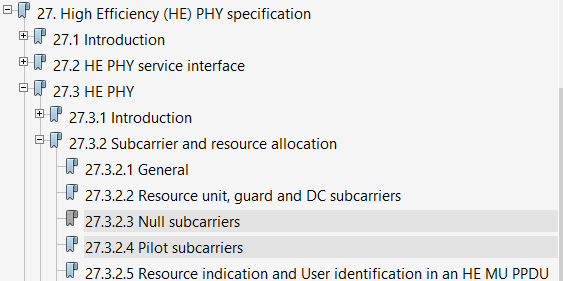 27. High Efficiency (HE) PHY specification
27.1 Introduction
27.2 HE PHY service interface
27.3 HE PHY
27.3.1 Introduction
27.3.2 Subcarrier and resource allocation
27.3.2.1 General
27.3.2.2 Resource unit, guard and DC subcarriers
27.3.2.3 Null subcarriers
27.3.2.4 Pilot subcarriers
27.3.2.5 Resource indication and User identification in an HE MU PPDU